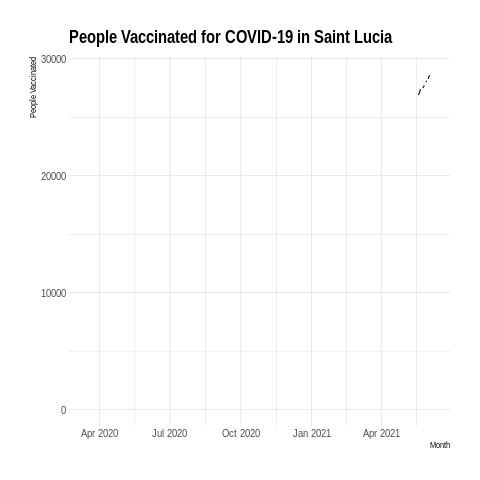 People Vaccinated for COVID-19 in Saint Lucia
People Vaccinated
30000
20000
10000
0
Apr 2020
Jul 2020
Oct 2020
Jan 2021
Apr 2021
Month